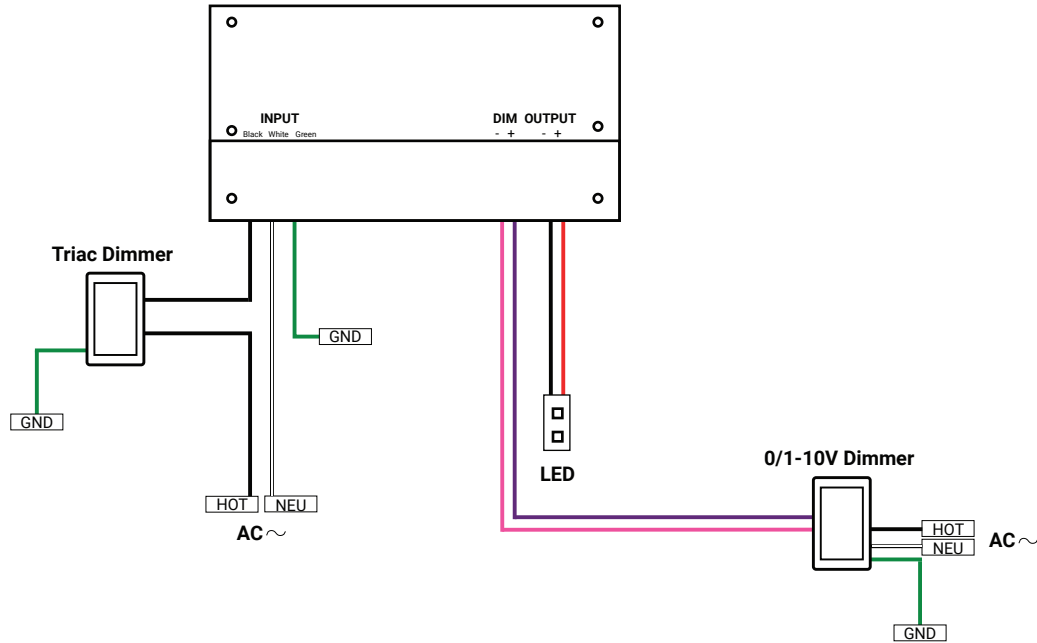 INPUT
Black White Green
DIM OUTPUT
- + - +
Triac Dimmer
GND
GND
HOT NEU
AC
LED
0/1-10V Dimmer
HOT
NEU
AC
GND